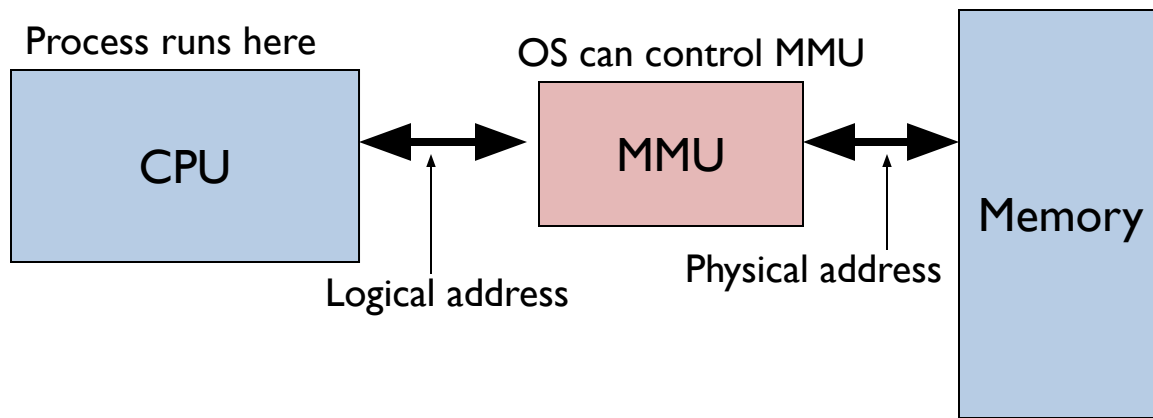 Process runs here
OS can control MMU
CPU
MMU
Memory
Logical address
Physical address